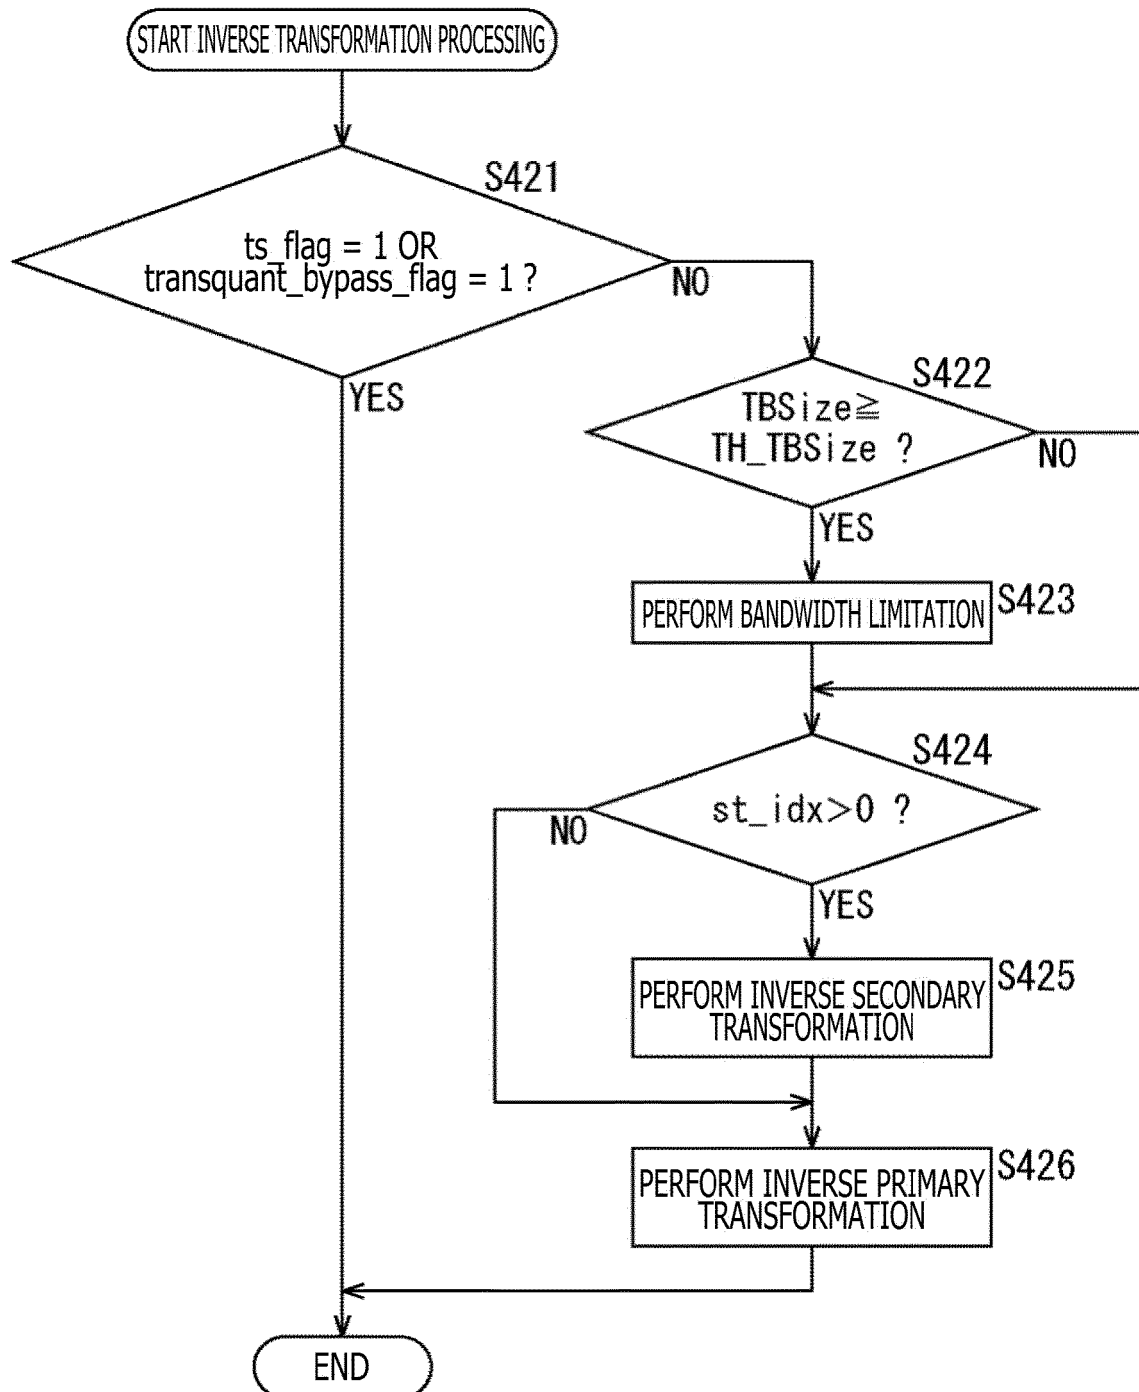 START INVERSE TRANSFORMATION PROCESSING
S421
ts_flag = 1 OR
transquant_bypass_flag = 1 ?
NO
YES
S422
TBSize≧
TH_TBSize ?
NO
YES
PERFORM BANDWIDTH LIMITATION
S423
S424
st_idx>0 ?
NO
YES
S425
PERFORM INVERSE SECONDARY
TRANSFORMATION
S426
PERFORM INVERSE PRIMARY
TRANSFORMATION
END